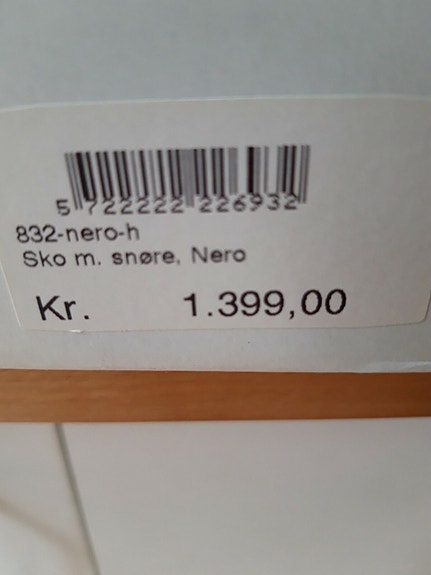 5 722222 226932
832-nero-h
Sko m. snøre, Nero
Kr. 1.399,00